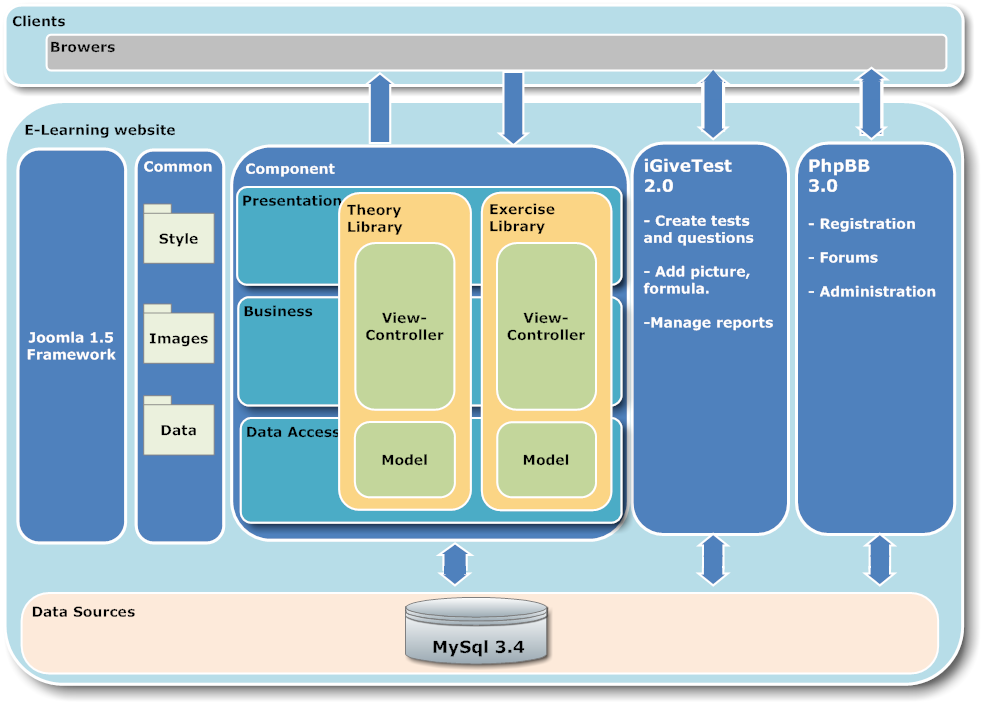 Clients
Browers
E-Learning website
Joomla 1.5
Framework
Common
Style
Images
Data
Component
Presentation
Business
Data Access
Theory
Library
View-
Controller
Model
Exercise
Library
View-
Controller
Model
iGiveTest
2.0
- Create tests
and questions
- Add picture,
formula.
-Manage reports
PhpBB
3.0
- Registration
- Forums
- Administration
Data Sources
MySql 3.4